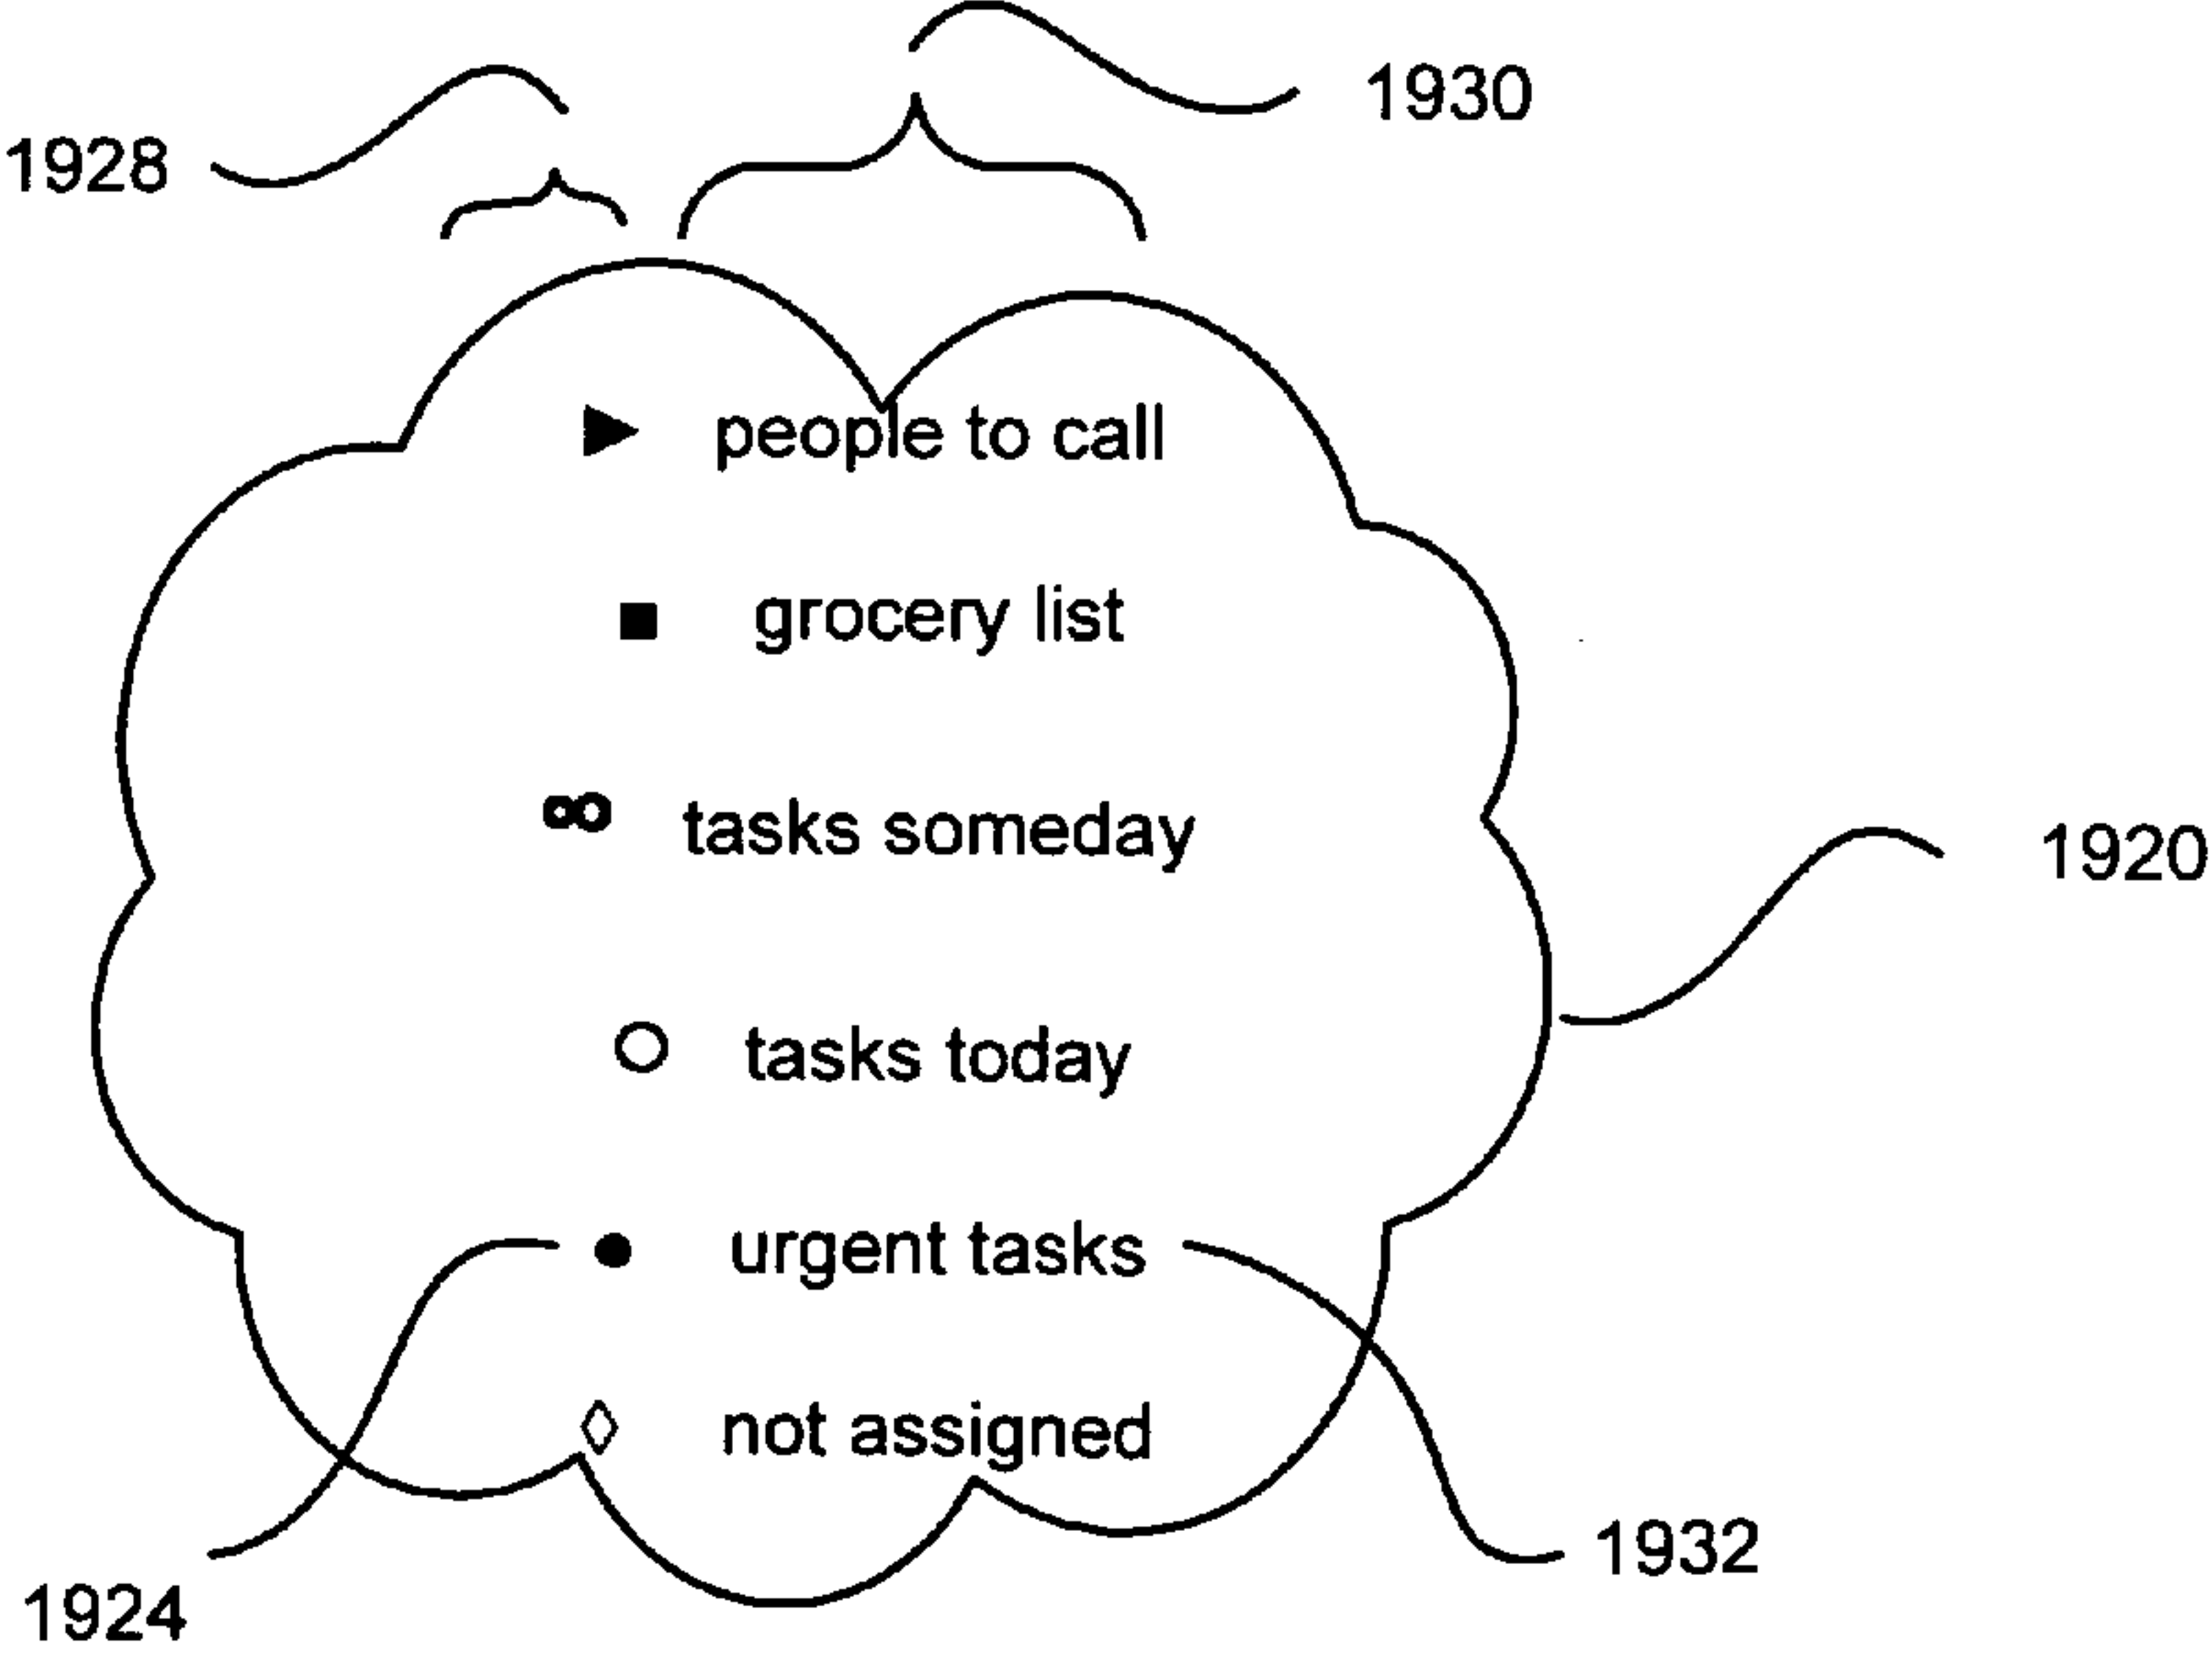 1930
1928
people to call
grocery list
tasks someday
1920
tasks today
urgent tasks
not assigned
1932
1924